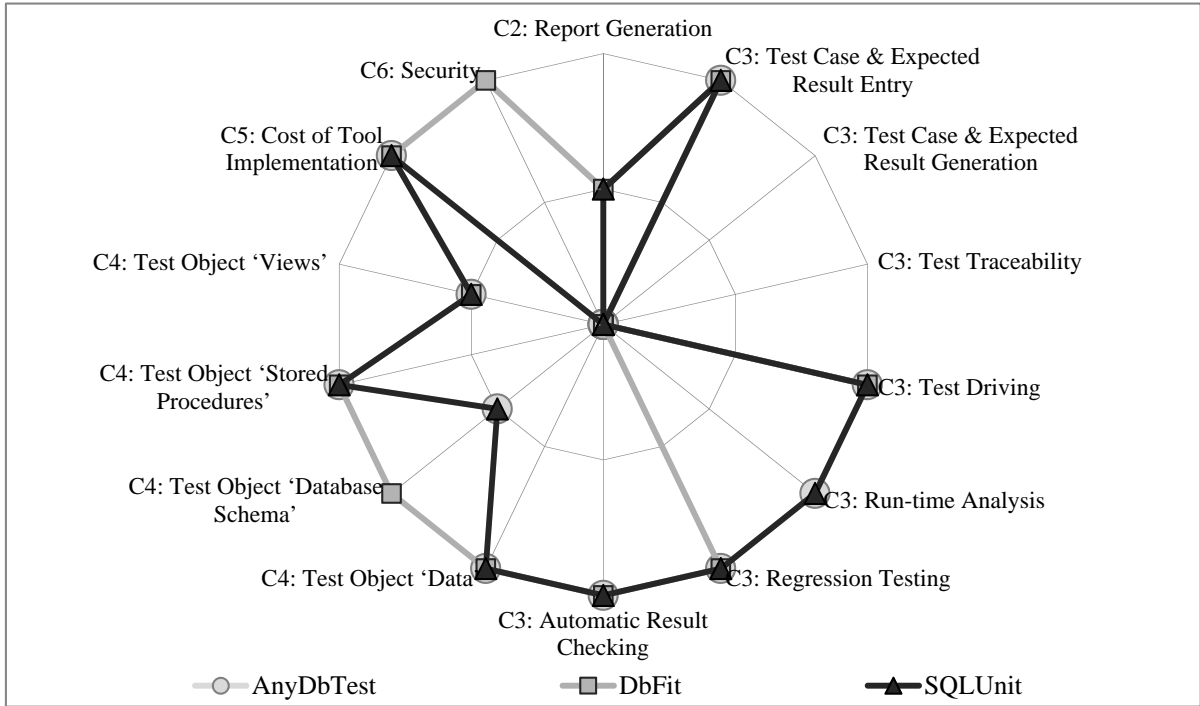 C2: Report Generation
C3: Test Case & Expected
Result Entry
C6: Security
C5: Cost of Tool
Implementation
C3: Test Case & Expected
Result Generation
C4: Test Object ‘Views’
C3: Test Traceability
C4: Test Object ‘Stored
Procedures’
C3: Test Driving
C4: Test Object ‘Database
Schema’
C3: Run-time Analysis
C4: Test Object ‘Data’
C3: Regression Testing
C3: Automatic Result
Checking
AnyDbTest
DbFit
SQLUnit